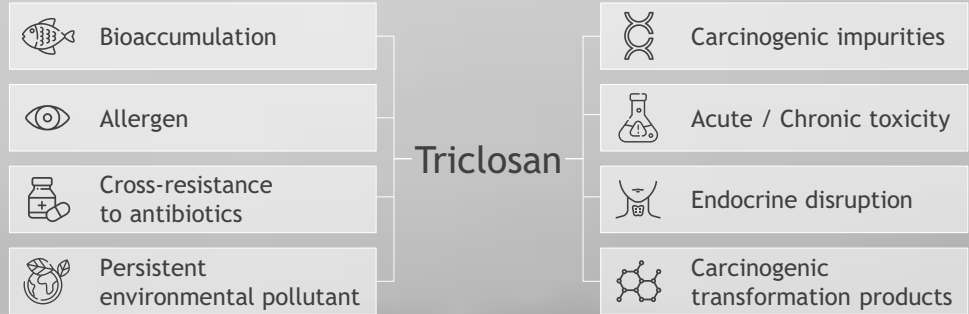 Bioaccumulation
Allergen
Cross-resistance
to antibiotics
Persistent
environmental pollutant
Triclosan
Carcinogenic impurities
Acute / Chronic toxicity
Endocrine disruption
Carcinogenic
transformation products